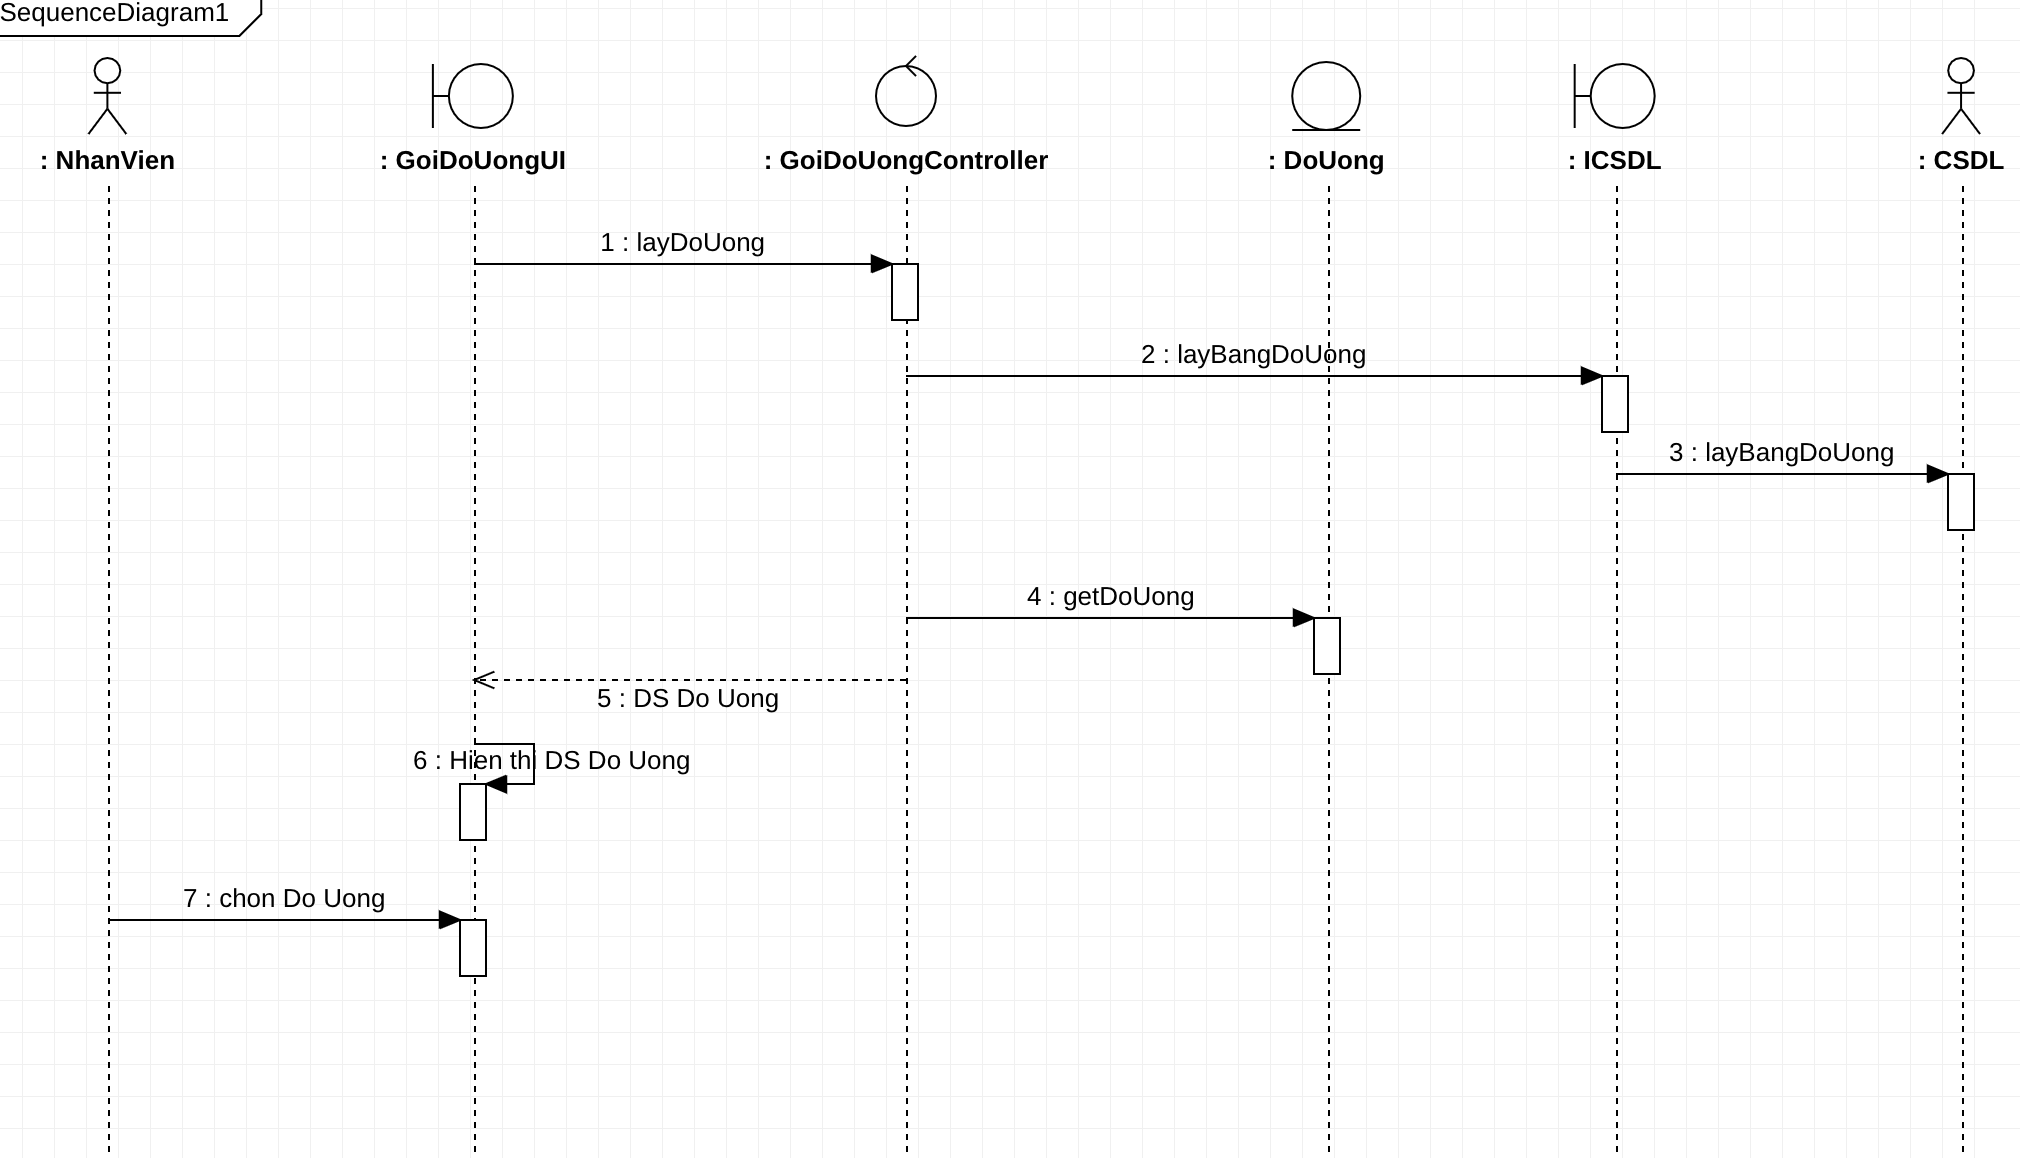 SequenceDiagram1
: NhanVien
: GoiDoUongUI
: GoiDoUongController
: DoUong
: ICSDL
: CSDL
1 : layDoUong
2 : layBangDoUong
3 : layBangDoUong
4 : getDoUong
5 : DS Do Uong
6 : Hien thi DS Do Uong
7 : chon Do Uong